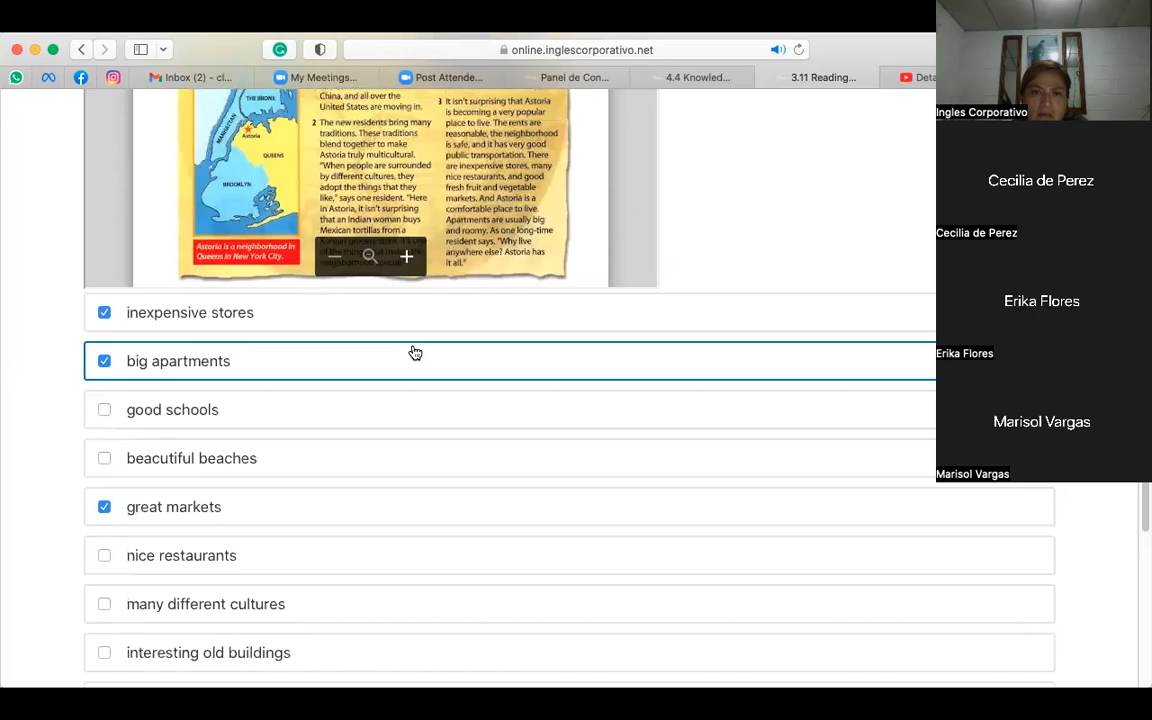 online.inglescorporativo.net
Inbox (2) - cl...
My Meetings...
Post Attende...
Panel de Con...
4.4 Knowled...
3.11 Reading...
Deta
Ingles Corporativo
Cecilia de Perez
Cecilia de Perez
Erika Flores
Erika Flores
Marisol Vargas
Marisol Vargas
THE BRONX
MANHATTAN
Astoria
QUEENS
BROOKLYN
Astoria is a neighborhood in
Queens in New York City.
China, and all over the
United States are moving in.
2 The new residents bring many
traditions. These traditions
blend together to make
Astoria truly multicultural.
"When people are surrounded
by different cultures, they
adopt the things that they
like," says one resident. "Here
in Astoria, it isn't surprising
that an Indian woman buys
Mexican tortillas from a
3 It isn't surprising that Astoria
is becoming a very popular
place to live. The rents are
reasonable, the neighborhood
is safe, and it has very good
public transportation. There
are inexpensive stores, many
nice restaurants, and good
fresh fruit and vegetable
markets. And Astoria is a
comfortable place to live.
Apartments are usually big
and roomy. As one long-time
resident says, "Why live
anywhere else? Astoria has
it all."
inexpensive stores
big apartments
good schools
beacutiful beaches
great markets
nice restaurants
many different cultures
interesting old buildings